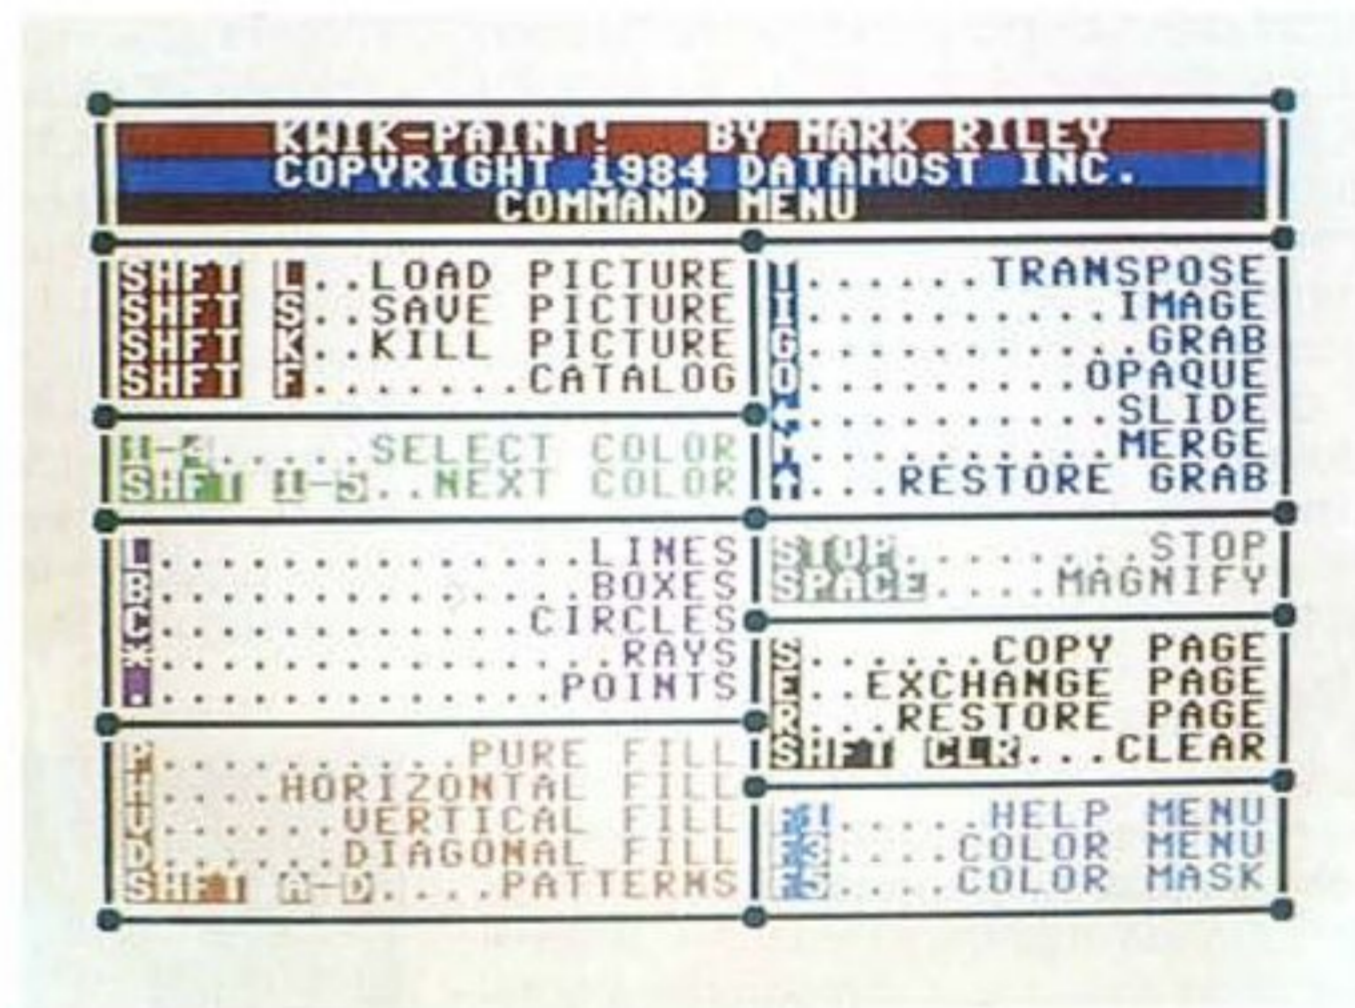 KWIK-PAINT! BY MARK RILEY
COPYRIGHT 1984 DATAMOST INC.
COMMAND MENU
SHFT L..LOAD PICTURE
SHFT S..SAVE PICTURE
SHFT K..KILL PICTURE
SHFT F.......CATALOG
.....SELECT COLOR
SHFT 1-5..NEXT COLOR
L..............LINES
B..............BOXES
C............CIRCLES
*...............RAYS
.............POINTS
P..........PURE FILL
H....HORIZONTAL FILL
V......VERTICAL FILL
D......DIAGONAL FILL
SHFT A-D....PATTERNS
T......TRANSPOSE
I..........IMAGE
G...........GRAB
O.........OPAQUE
..........SLIDE
..........MERGE
...RESTORE GRAB
STOP........STOP
SPACE....MAGNIFY
S......COPY PAGE
E..EXCHANGE PAGE
R...RESTORE PAGE
SHFT CLR...CLEAR
.....HELP MENU
....COLOR MENU
....COLOR MASK